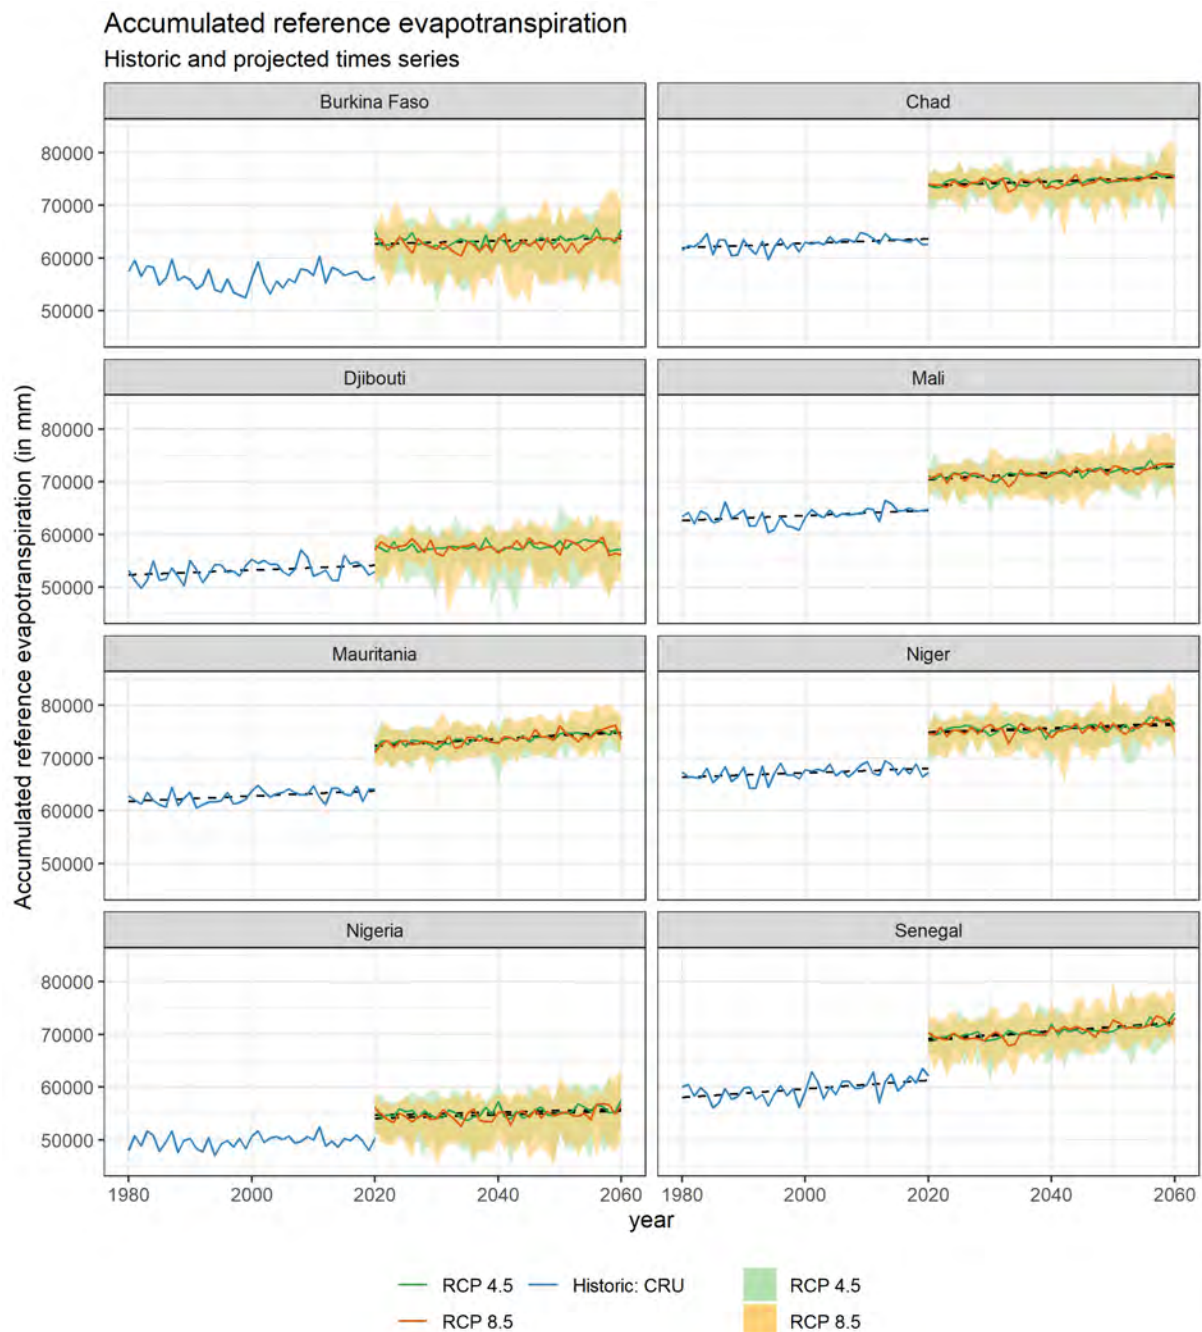 Accumulated reference evapotranspiration
Historic and projected times series
Burkina Faso
Chad
80000
70000
60000
50000
Djibouti
Mali
80000
70000
60000
50000
Mauritania
Niger
80000
70000
60000
50000
Nigeria
Senegal
80000
70000
60000
50000
Accumulated reference evapotranspiration (in mm)
1980 2000 2020 2040 2060 1980 2000 2020 2040 2060
year
RCP 4.5 Historic: CRU RCP 4.5
RCP 8.5 RCP 8.5